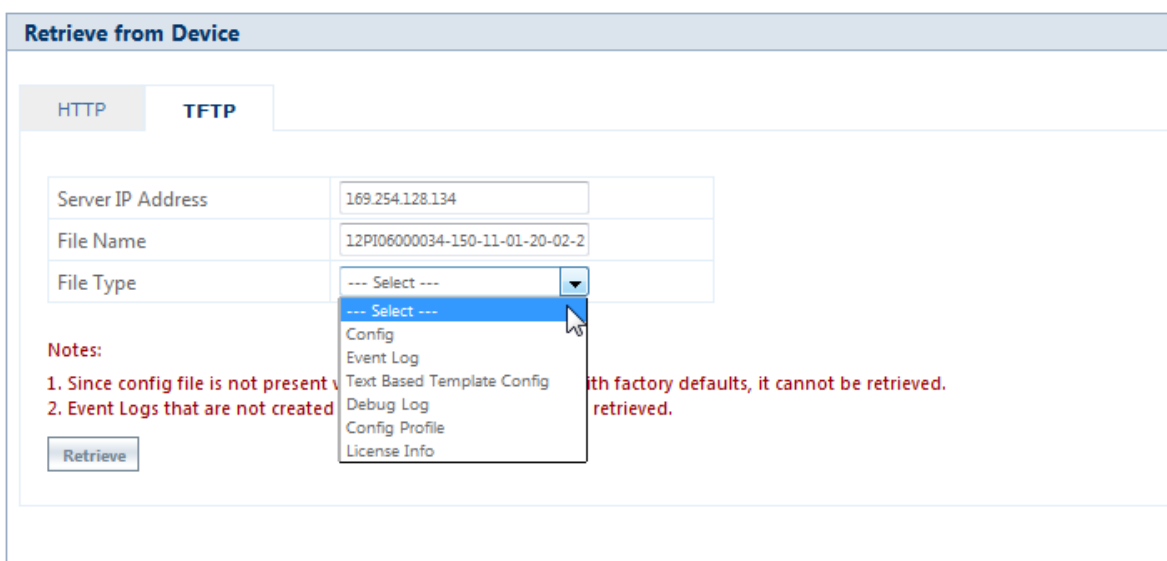 Retrieve from Device
HTTP
TFTP
Server IP Address
169.254.128.134
File Name
12PI06000034-150-11-01-20-02-2
File Type
--- Select ---
--- Select ---
Config
Event Log
Text Based Template Config
Debug Log
Config Profile
License Info
Notes:
1. Since config file is not present ith factory defaults, it cannot be retrieved.
2. Event Logs that are not created retrieved.
Retrieve